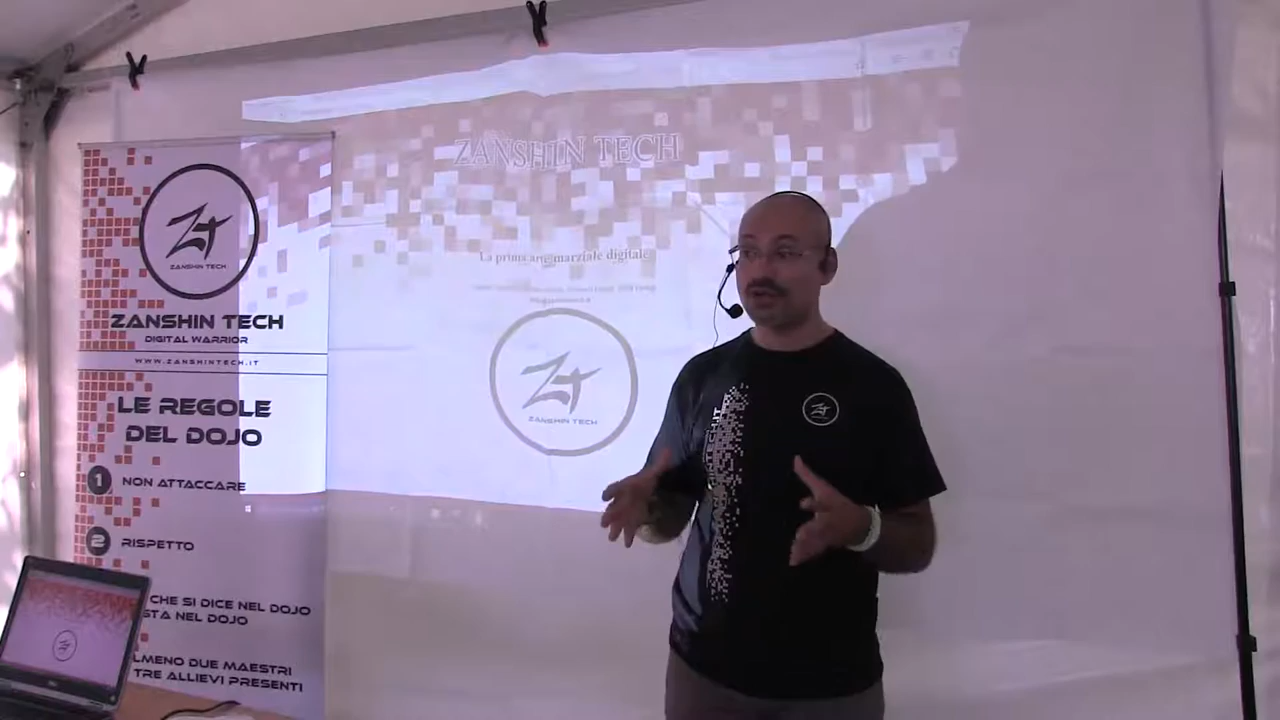 ZT
ZANSHIN TECH
ZANSHIN TECH
DIGITAL WARRIOR
WWW.ZANSHINTECH.IT
LE REGOLE
DEL DOJO
1 NON ATTACCARE
2 RISPETTO
CHE SI DICE NEL DOJO
STA NEL DOJO
LMENO DUE MAESTRI
TRE ALLIEVI PRESENTI
ZANSHIN TECH
La prima arte marziale digitale
ZT
ZANSHIN TECH
ZT
ZT